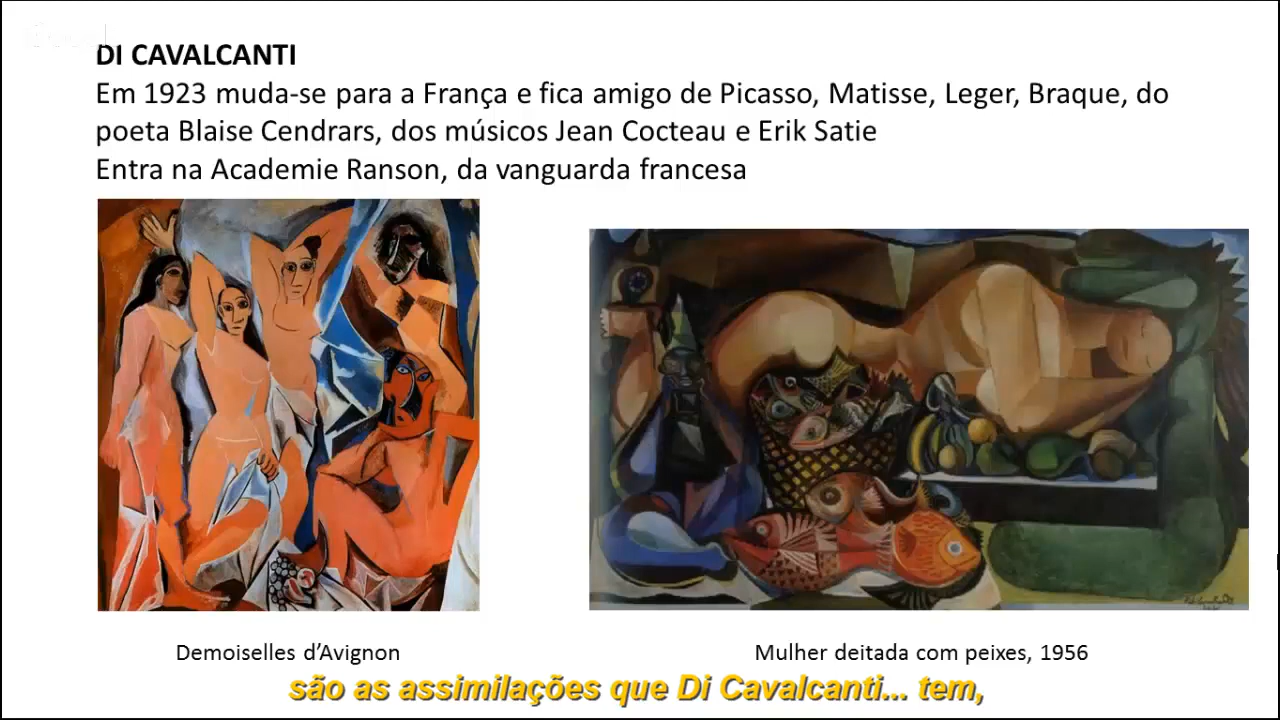 DI CAVALCANTI
Em 1923 muda-se para a França e fica amigo de Picasso, Matisse, Leger, Braque, do
poeta Blaise Cendrars, dos músicos Jean Cocteau e Erik Satie
Entra na Academie Ranson, da vanguarda francesa
Demoiselles d’Avignon
Mulher deitada com peixes, 1956
são as assimilações que Di Cavalcanti... tem,